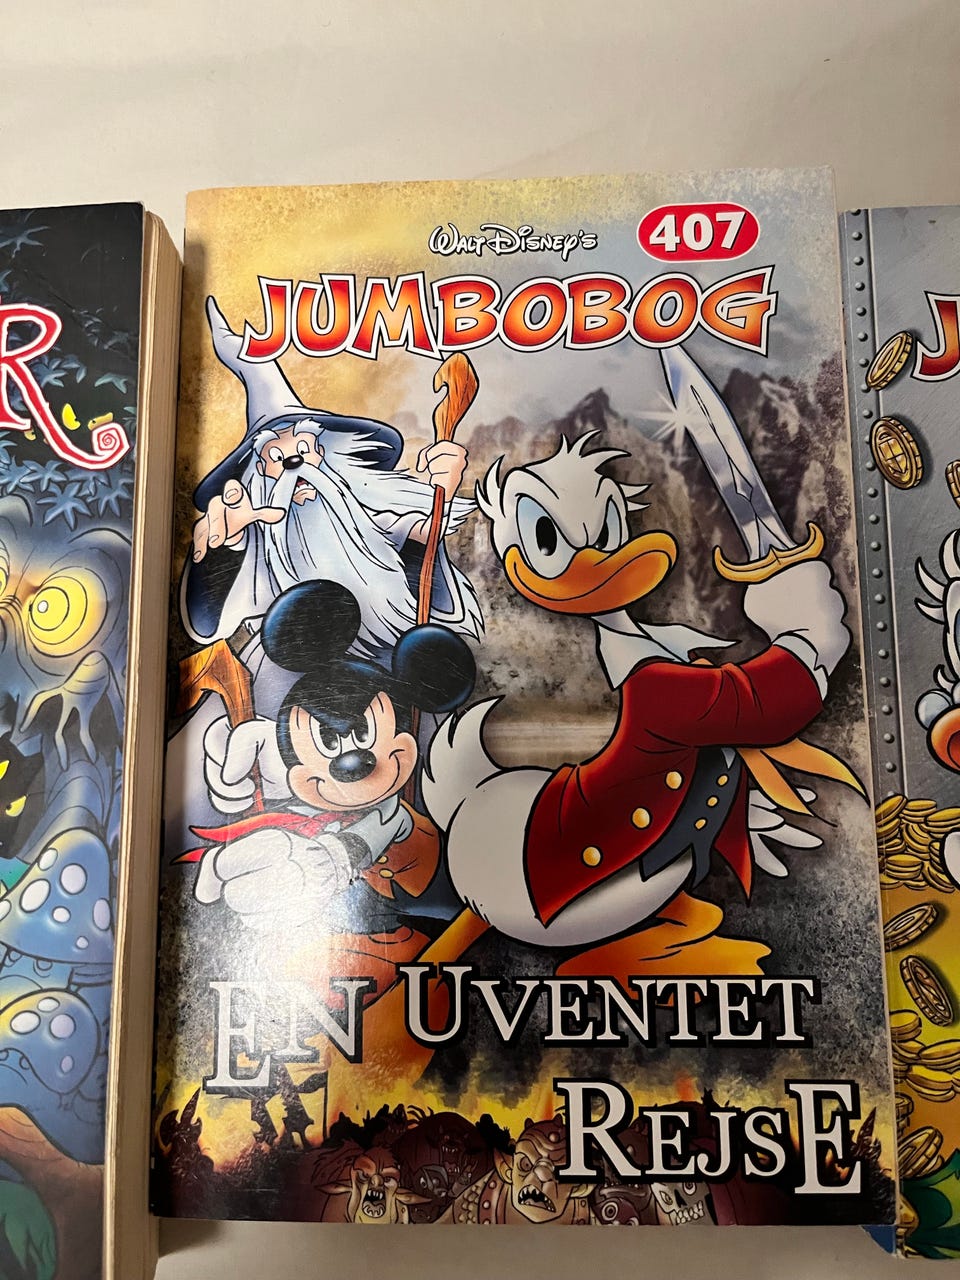 WALT DISNEY'S
407
JUMBOBOG
EN UVENTET
REJSE
R
J